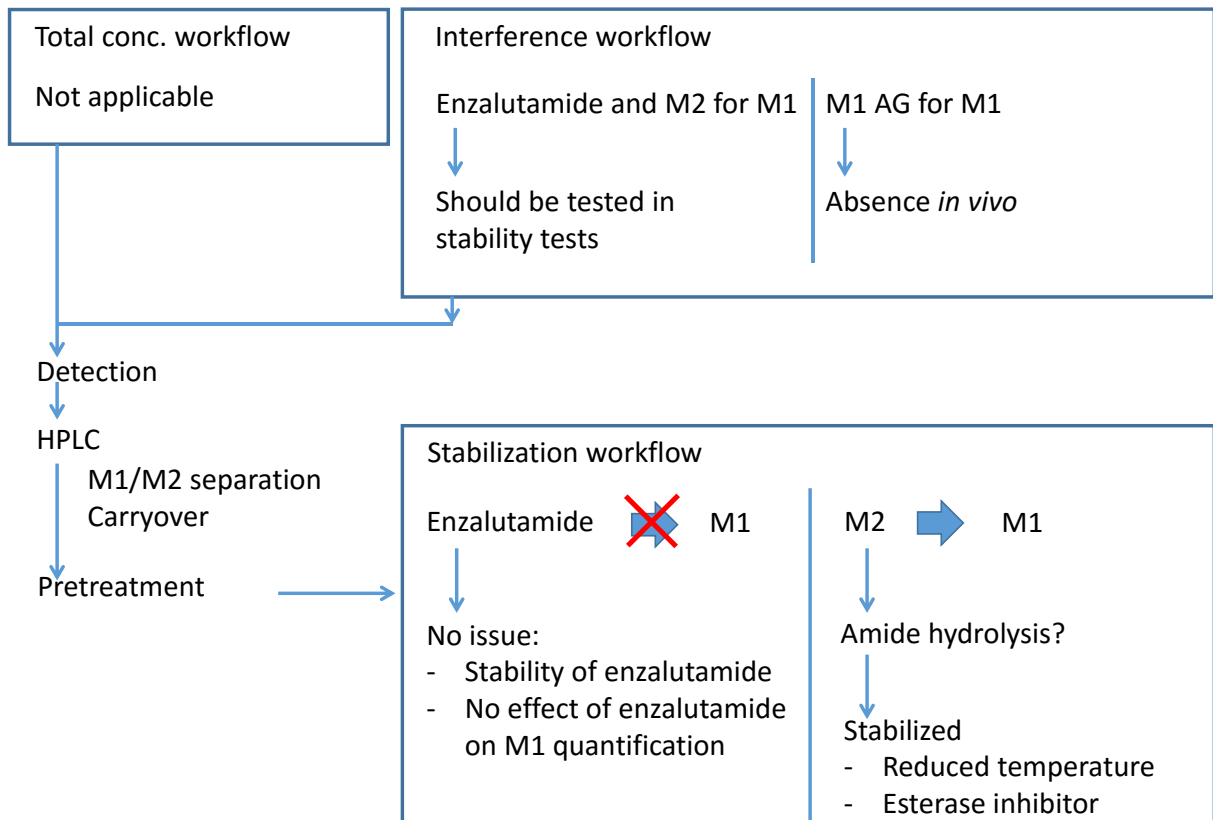 Total conc. workflow
Not applicable
Interference workflow
Enzalutamide and M2 for M1
Should be tested in
stability tests
M1 AG for M1
Absence in vivo
Detection
HPLC
M1/M2 separation
Carryover
Pretreatment
Stabilization workflow
Enzalutamide M1
No issue:
- Stability of enzalutamide
- No effect of enzalutamide
on M1 quantification
M2 M1
Amide hydrolysis?
Stabilized
- Reduced temperature
- Esterase inhibitor